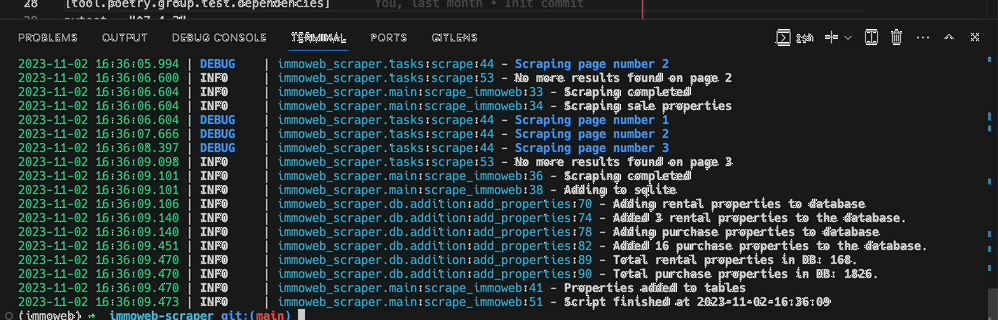 28 [tool.poetry.group.test.dependencies] You, last month • Init commit
PROBLEMS OUTPUT DEBUG CONSOLE TERMINAL PORTS GITLENS zsh
2023-11-02 16:36:05.994 | DEBUG | immoweb_scraper.tasks:scrape:44 - Scraping page number 2
2023-11-02 16:36:06.600 | INFO | immoweb_scraper.tasks:scrape:53 - No more results found on page 2
2023-11-02 16:36:06.604 | INFO | immoweb_scraper.main:scrape_immoweb:33 - Scraping completed
2023-11-02 16:36:06.604 | INFO | immoweb_scraper.main:scrape_immoweb:34 - Scraping sale properties
2023-11-02 16:36:06.604 | DEBUG | immoweb_scraper.tasks:scrape:44 - Scraping page number 1
2023-11-02 16:36:07.666 | DEBUG | immoweb_scraper.tasks:scrape:44 - Scraping page number 2
2023-11-02 16:36:08.397 | DEBUG | immoweb_scraper.tasks:scrape:44 - Scraping page number 3
2023-11-02 16:36:09.098 | INFO | immoweb_scraper.tasks:scrape:53 - No more results found on page 3
2023-11-02 16:36:09.101 | INFO | immoweb_scraper.main:scrape_immoweb:36 - Scraping completed
2023-11-02 16:36:09.101 | INFO | immoweb_scraper.main:scrape_immoweb:38 - Adding to sqlite
2023-11-02 16:36:09.106 | INFO | immoweb_scraper.db.addition:add_properties:70 - Adding rental properties to database
2023-11-02 16:36:09.140 | INFO | immoweb_scraper.db.addition:add_properties:74 - Added 3 rental properties to the database.
2023-11-02 16:36:09.140 | INFO | immoweb_scraper.db.addition:add_properties:78 - Adding purchase properties to database
2023-11-02 16:36:09.451 | INFO | immoweb_scraper.db.addition:add_properties:82 - Added 16 purchase properties to the database.
2023-11-02 16:36:09.470 | INFO | immoweb_scraper.db.addition:add_properties:89 - Total rental properties in DB: 168.
2023-11-02 16:36:09.470 | INFO | immoweb_scraper.db.addition:add_properties:90 - Total purchase properties in DB: 1826.
2023-11-02 16:36:09.470 | INFO | immoweb_scraper.main:scrape_immoweb:41 - Properties added to tables
2023-11-02 16:36:09.473 | INFO | immoweb_scraper.main:scrape_immoweb:51 - Script finished at 2023-11-02-16:36:09
(immoweb) → immoweb-scraper git:(main)